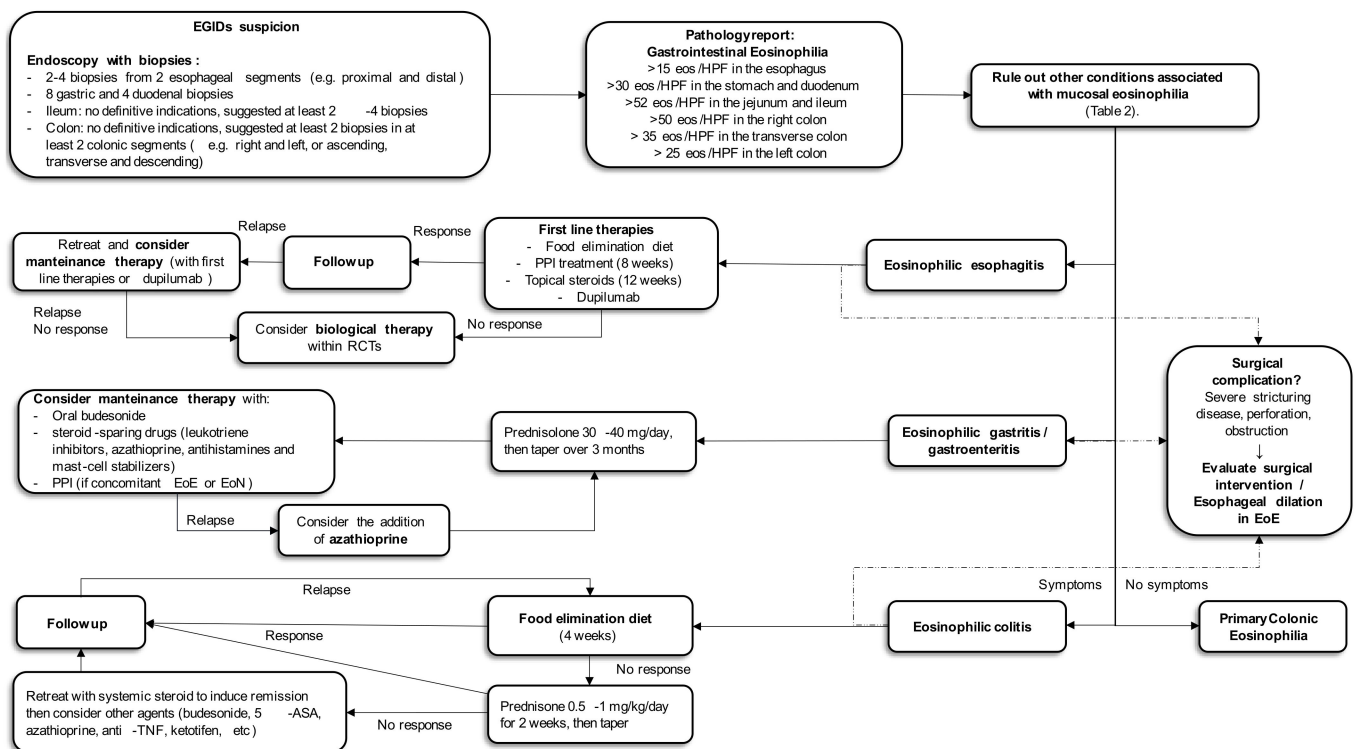 EGIDs suspicion
Endoscopy with biopsies :
- 2-4 biopsies from 2 esophageal segments (e.g. proximal and distal)
- 8 gastric and 4 duodenal biopsies
- Ileum: no definitive indications, suggested at least 2 -4 biopsies
- Colon: no definitive indications, suggested at least 2 biopsies in at
least 2 colonic segments ( e.g. right and left, or ascending,
transverse and descending)
Pathology report:
Gastrointestinal Eosinophilia
>15 eos/HPF in the esophagus
>30 eos/HPF in the stomach and duodenum
>52 eos/HPF in the jejunum and ileum
>50 eos/HPF in the right colon
> 35 eos/HPF in the transverse colon
> 25 eos/HPF in the left colon
Rule out other conditions associated
with mucosal eosinophilia
(Table 2).
Eosinophilic esophagitis
First line therapies
- Food elimination diet
- PPI treatment (8 weeks)
- Topical steroids (12 weeks)
- Dupilumab
Response
Follow up
Relapse
Retreat and consider
manteinance therapy (with first
line therapies or dupilumab )
Relapse
No response
No response
Consider biological therapy
within RCTs
Surgical
complication?
Severe stricturing
disease, perforation,
obstruction
↓
Evaluate surgical
intervention /
Esophageal dilation
in EoE
Eosinophilic gastritis /
gastroenteritis
Prednisolone 30 -40 mg/day,
then taper over 3 months
Consider manteinance therapy with:
- Oral budesonide
- steroid -sparing drugs (leukotriene
inhibitors, azathioprine, antihistamines and
mast-cell stabilizers)
- PPI (if concomitant EoE or EoN )
Relapse
Consider the addition
of azathioprine
Symptoms
No symptoms
Eosinophilic colitis
Primary Colonic
Eosinophilia
Food elimination diet
(4 weeks)
Relapse
Response
Follow up
No response
Prednisone 0.5 -1 mg/kg/day
for 2 weeks, then taper
No response
Retreat with systemic steroid to induce remission
then consider other agents (budesonide, 5 -ASA,
azathioprine, anti -TNF, ketotifen, etc )